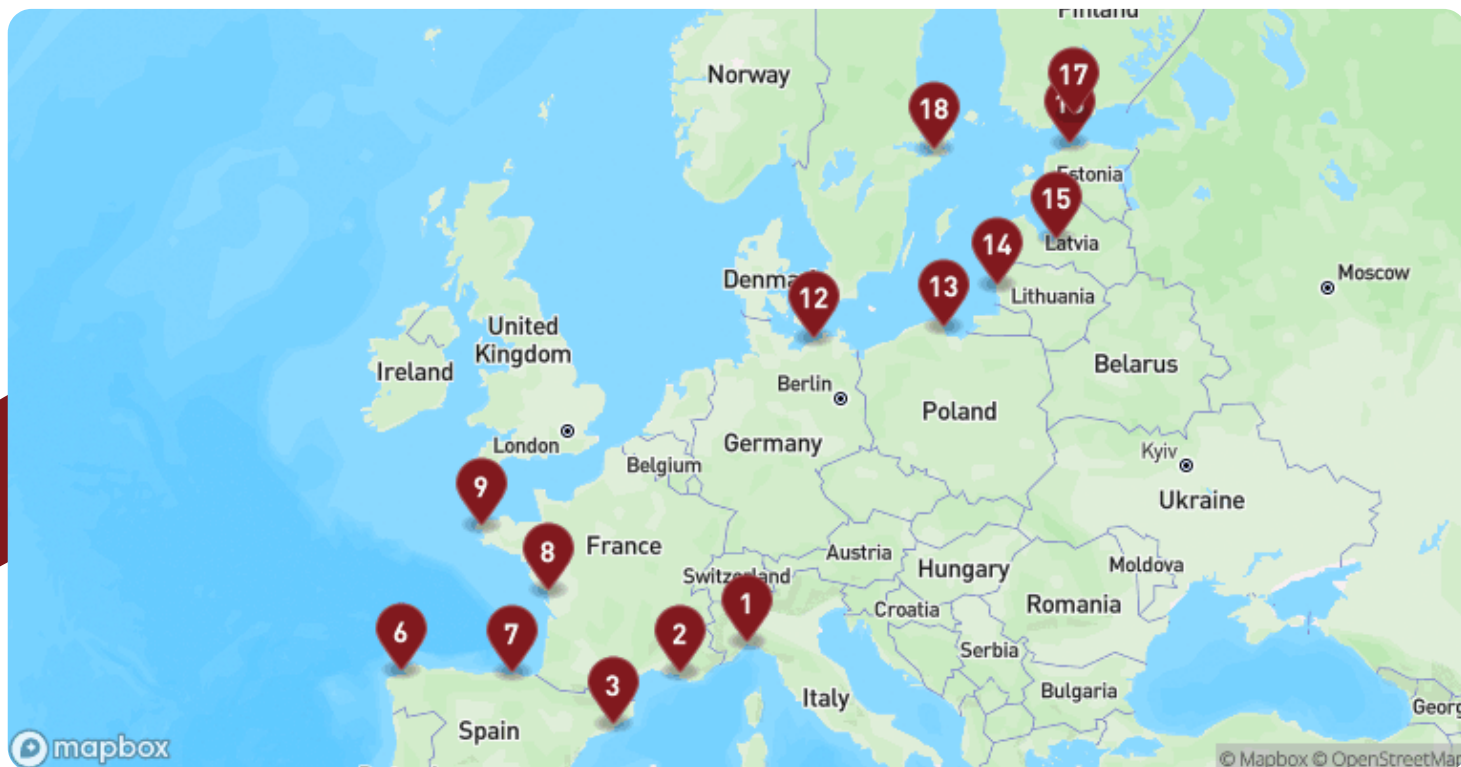 Finland
Norway
17
18
Estonia
15
14
Latvia
Moscow
Denma
12
13
Lithuania
United
Kingdom
Ireland
Belarus
Berlin
Poland
London
Germany
Belgium
Kyiv
9
Ukraine
8
France
Austria
Switzerland
Hungary
Moldova
1
Croatia
Romania
6
7
2
Serbia
3
Italy
Bulgaria
Georg
Spain
mapbox
© Mapbox © OpenStreetMap